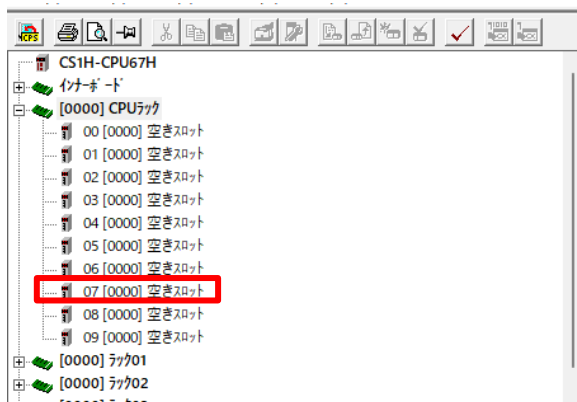 CPS
CS1H-CPU67H
ｲﾝﾅｰﾎﾞｰﾄﾞ
[0000] CPUﾗｯｸ
00 [0000] 空きｽﾛｯﾄ
01 [0000] 空きｽﾛｯﾄ
02 [0000] 空きｽﾛｯﾄ
03 [0000] 空きｽﾛｯﾄ
04 [0000] 空きｽﾛｯﾄ
05 [0000] 空きｽﾛｯﾄ
06 [0000] 空きｽﾛｯﾄ
07 [0000] 空きｽﾛｯﾄ
08 [0000] 空きｽﾛｯﾄ
09 [0000] 空きｽﾛｯﾄ
[0000] ﾗｯｸ01
[0000] ﾗｯｸ02